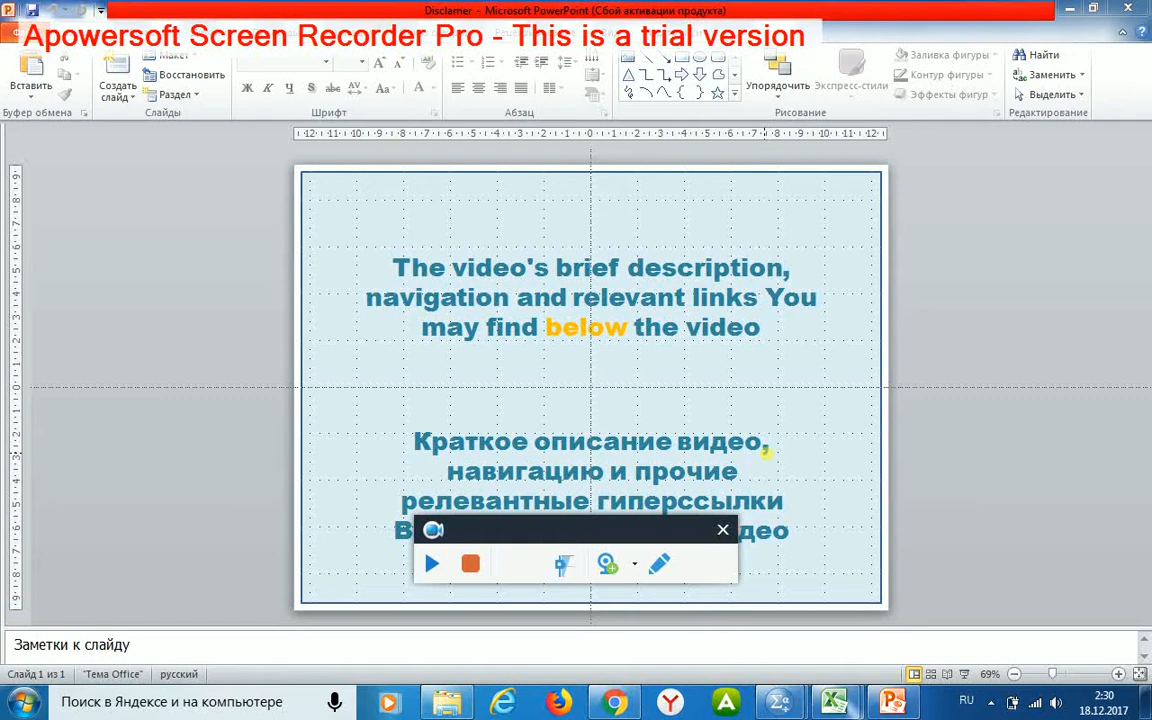 Disclamer - Microsoft PowerPoint (Сбой активации продукта)
Apowersoft Screen Recorder Pro - This is a trial version
Вставить
Создать слайд
Макет
Восстановить
Раздел
Упорядочить
Экспресс-стили
Заливка фигуры
Контур фигуры
Эффекты фигур
Найти
Заменить
Выделить
Буфер обмена
Слайды
Шрифт
Абзац
Рисование
Редактирование
The video's brief description,
navigation and relevant links You
may find below the video
Краткое описание видео,
навигацию и прочие
релевантные гиперссылки
Заметки к слайду
Слайд 1 из 1
"Тема Office"
русский
69%
Поиск в Яндексе и на компьютере
RU
2:30
18.12.2017